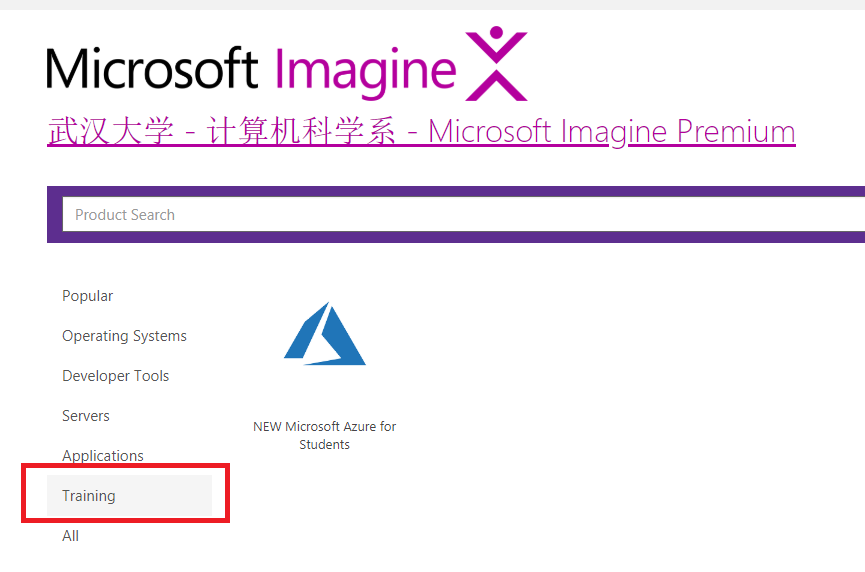 Microsoft Imagine
武汉大学 - 计算机科学系 - Microsoft Imagine Premium
Product Search
Popular
Operating Systems
Developer Tools
Servers
Applications
Training
All
NEW Microsoft Azure for
Students